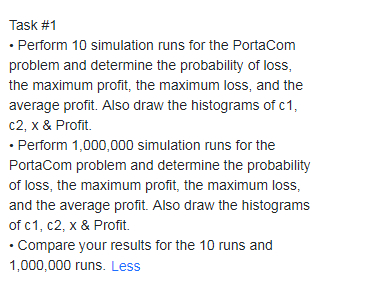 Task #1
• Perform 10 simulation runs for the PortaCom
problem and determine the probability of loss,
the maximum profit, the maximum loss, and the
average profit. Also draw the histograms of c1,
c2, x & Profit.
• Perform 1,000,000 simulation runs for the
PortaCom problem and determine the probability
of loss, the maximum profit, the maximum loss,
and the average profit. Also draw the histograms
of c1, c2, x & Profit.
• Compare your results for the 10 runs and
1,000,000 runs. Less